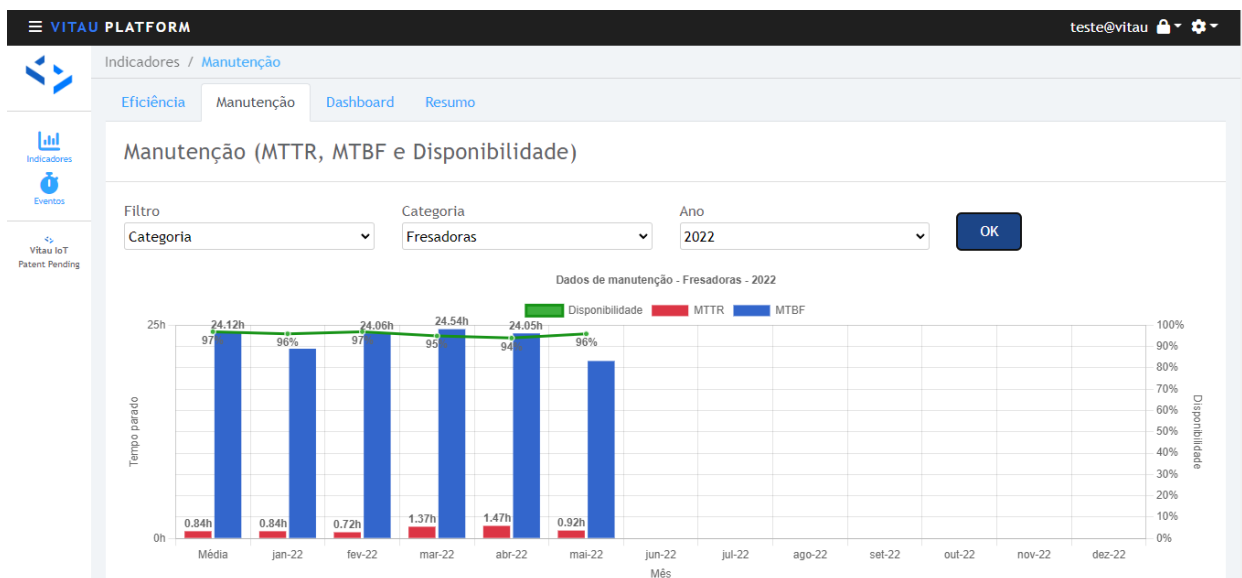 VITAU PLATFORM teste@vitau
Indicadores / Manutenção
Eficiência Manutenção Dashboard Resumo
Indicadores
Eventos
Vitau IoT
Patent Pending
Manutenção (MTTR, MTBF e Disponibilidade)
Filtro Categoria Ano
Categoria Fresadoras 2022 OK
Dados de manutenção - Fresadoras - 2022
Disponibilidade MTTR MTBF
25h 24.12h 24.06h 24.54h 24.05h 100%
97% 96% 97% 95% 94% 96% 90%
80%
70%
60%
50%
40%
30%
20%
10%
0%
Tempo parado
Disponibilidade
0.84h 0.84h 0.72h 1.37h 1.47h 0.92h
0h
Média jan-22 fev-22 mar-22 abr-22 mai-22 jun-22 jul-22 ago-22 set-22 out-22 nov-22 dez-22
Mês